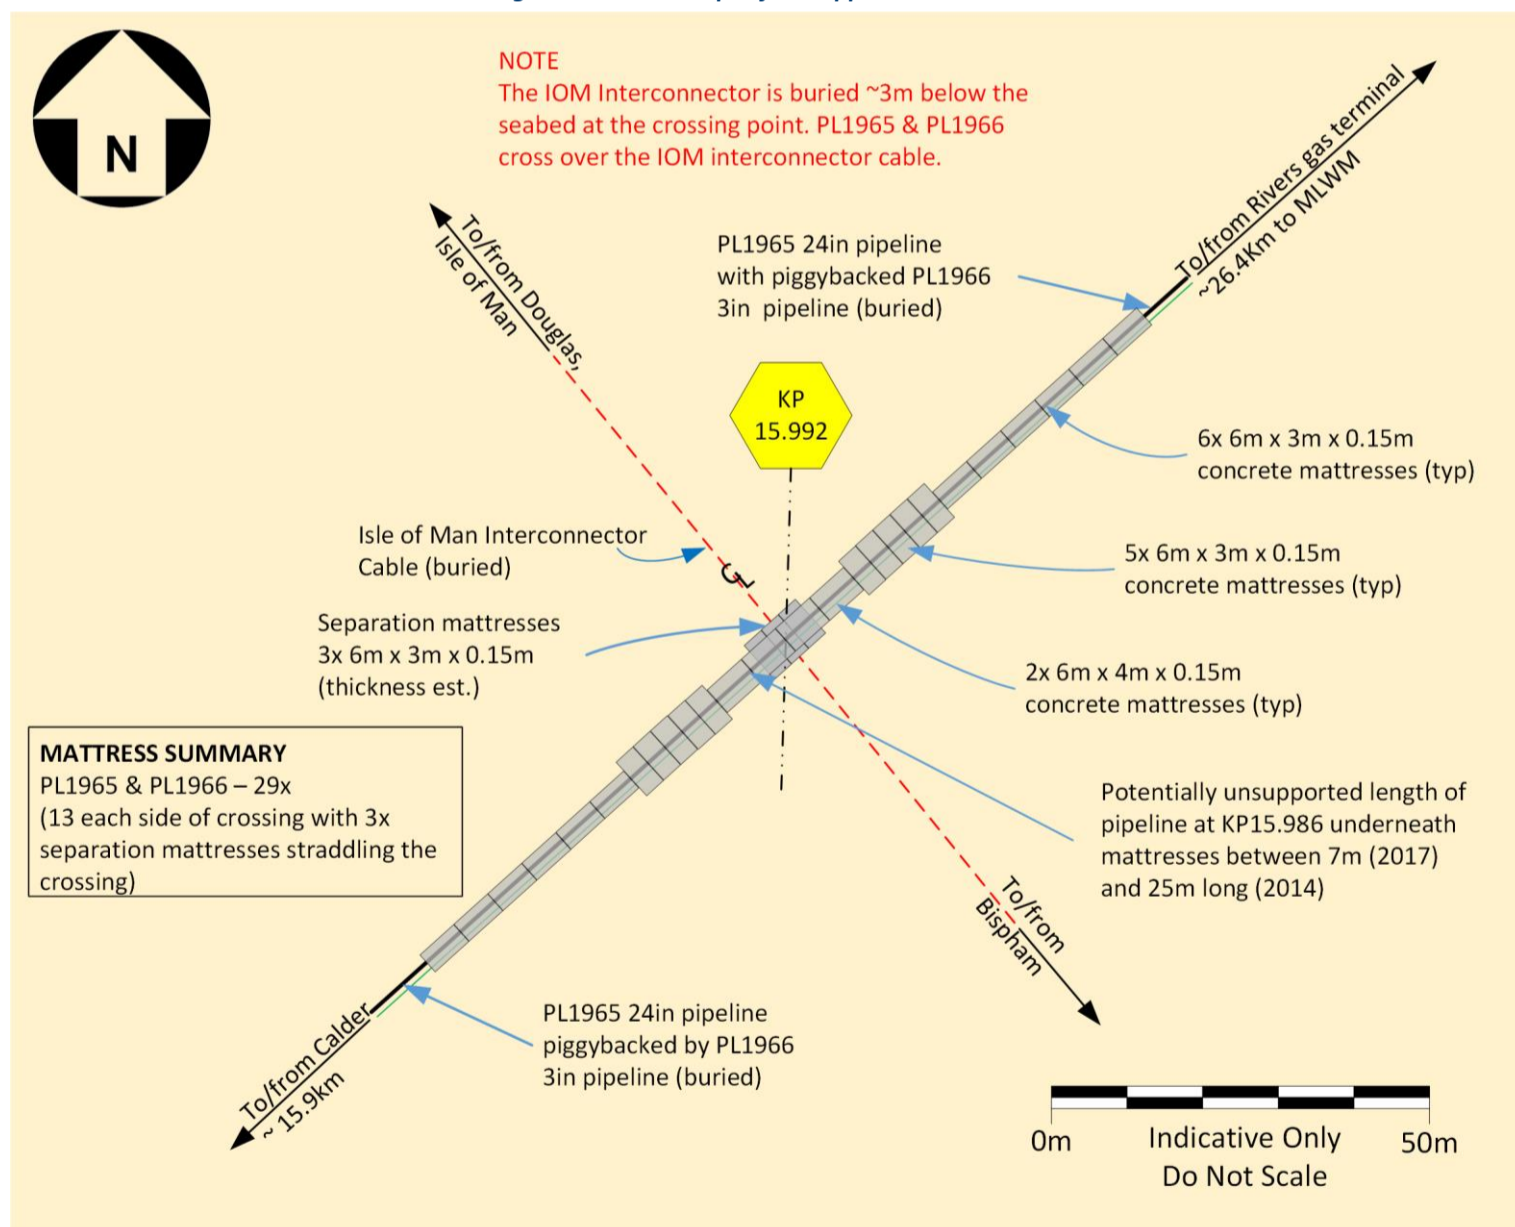 N
NOTE
The IOM Interconnector is buried ~3m below the
seabed at the crossing point. PL1965 & PL1966
cross over the IOM interconnector cable.
To/from Rivers gas terminal
~26.4Km to MLWM
To/from Douglas,
Isle of Man
PL1965 24in pipeline
with piggybacked PL1966
3in pipeline (buried)
KP
15.992
6x 6m x 3m x 0.15m
concrete mattresses (typ)
Isle of Man Interconnector
Cable (buried)
5x 6m x 3m x 0.15m
concrete mattresses (typ)
Separation mattresses
3x 6m x 3m x 0.15m
(thickness est.)
2x 6m x 4m x 0.15m
concrete mattresses (typ)
MATTRESS SUMMARY
PL1965 & PL1966 – 29x
(13 each side of crossing with 3x
separation mattresses straddling the
crossing)
Potentially unsupported length of
pipeline at KP15.986 underneath
mattresses between 7m (2017)
and 25m long (2014)
To/from
Bispham
PL1965 24in pipeline
piggybacked by PL1966
3in pipeline (buried)
To/from Calder
~ 15.9km
0m
Indicative Only
50m
Do Not Scale